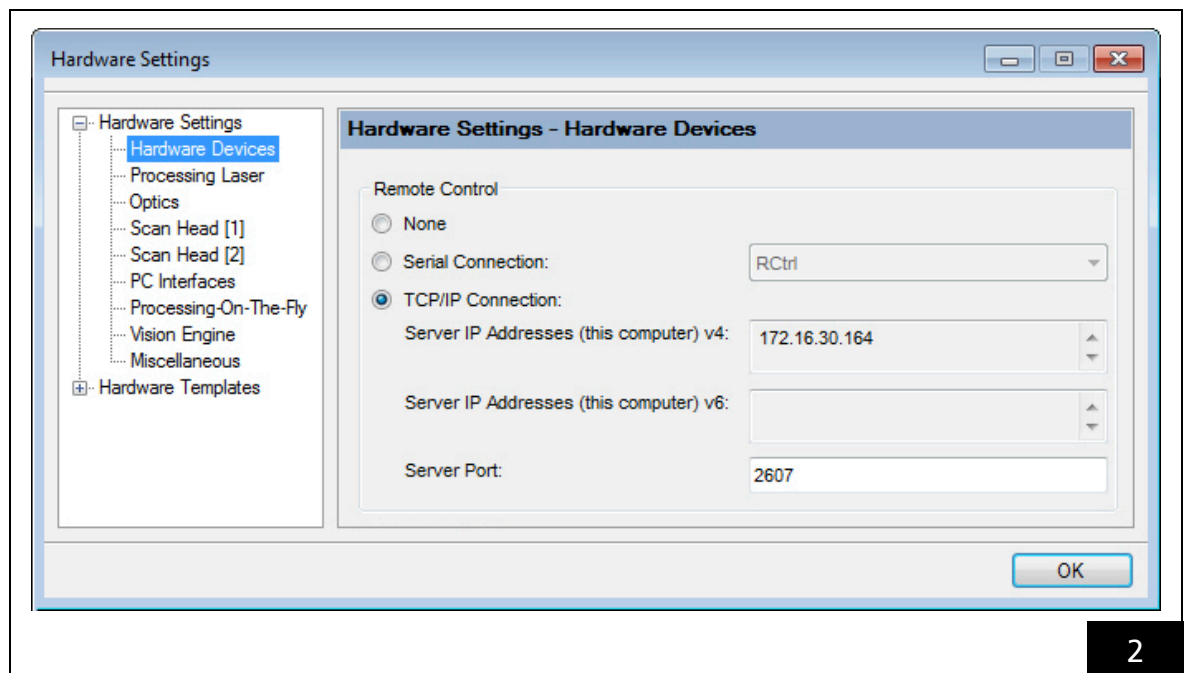 Hardware Settings
Hardware Settings
Hardware Devices
Processing Laser
Optics
Scan Head [1]
Scan Head [2]
PC Interfaces
Processing-On-The-Fly
Vision Engine
Miscellaneous
Hardware Templates
Hardware Settings - Hardware Devices
Remote Control
None
Serial Connection: RCtrl
TCP/IP Connection:
Server IP Addresses (this computer) v4: 172.16.30.164
Server IP Addresses (this computer) v6:
Server Port: 2607
OK
2